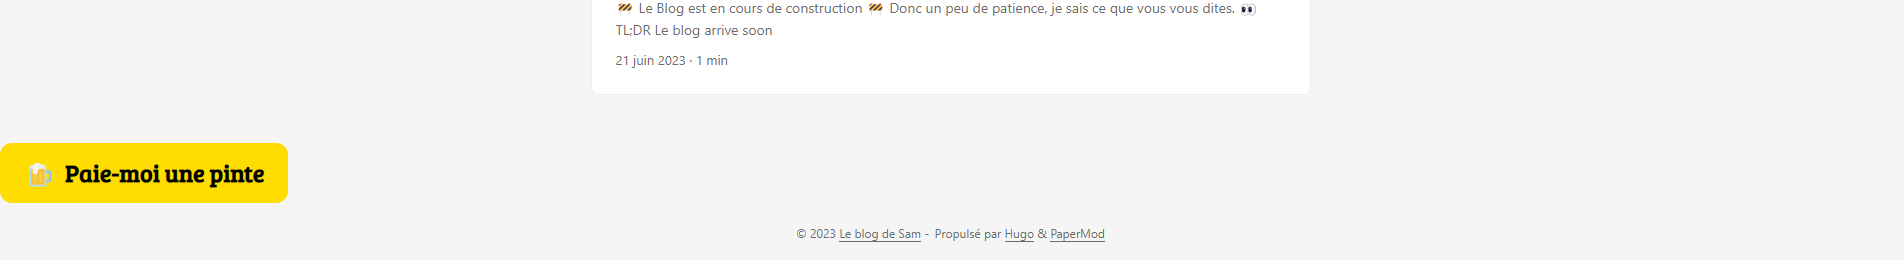 🚧 Le Blog est en cours de construction 🚧 Donc un peu de patience, je sais ce que vous vous dites. 👀
TL;DR Le blog arrive soon
21 juin 2023 · 1 min
🍺 Paie-moi une pinte
© 2023 Le blog de Sam - Propulsé par Hugo & PaperMod